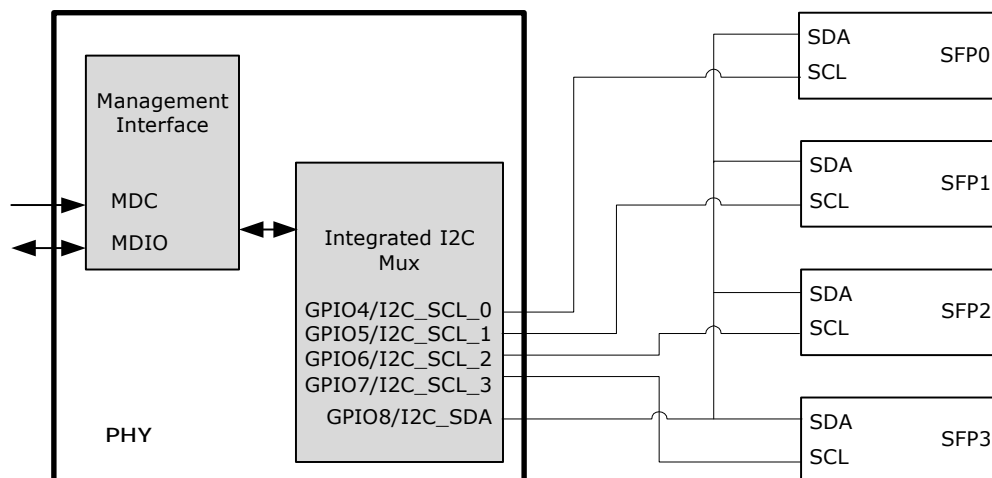 Management
Interface
MDC
MDIO
PHY
Integrated I2C
Mux
GPIO4/I2C_SCL_0
GPIO5/I2C_SCL_1
GPIO6/I2C_SCL_2
GPIO7/I2C_SCL_3
GPIO8/I2C_SDA
SDA
SCL
SFP0
SDA
SCL
SFP1
SDA
SCL
SFP2
SDA
SCL
SFP3